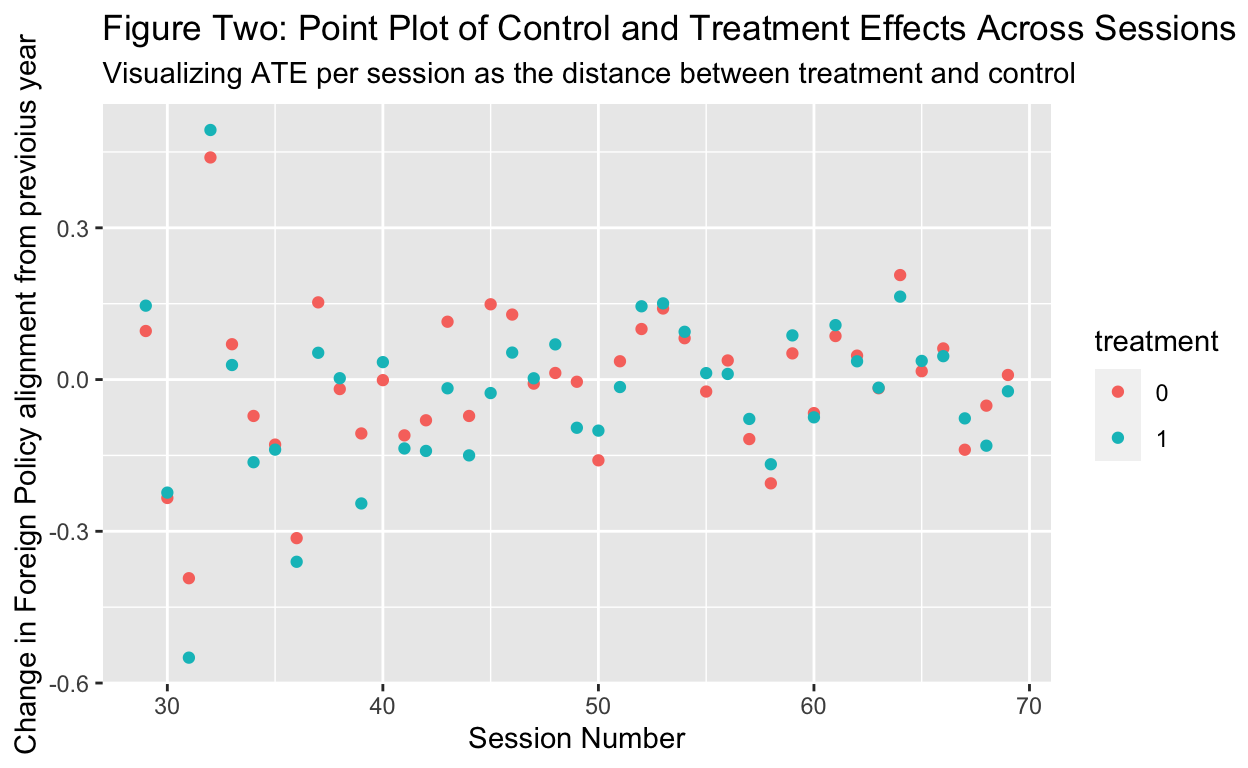 Figure Two: Point Plot of Control and Treatment Effects Across Sessions
Visualizing ATE per session as the distance between treatment and control
Change in Foreign Policy alignment from previoius year
0.3
0.0
-0.3
-0.6
30
40
50
60
70
Session Number
treatment
0
1